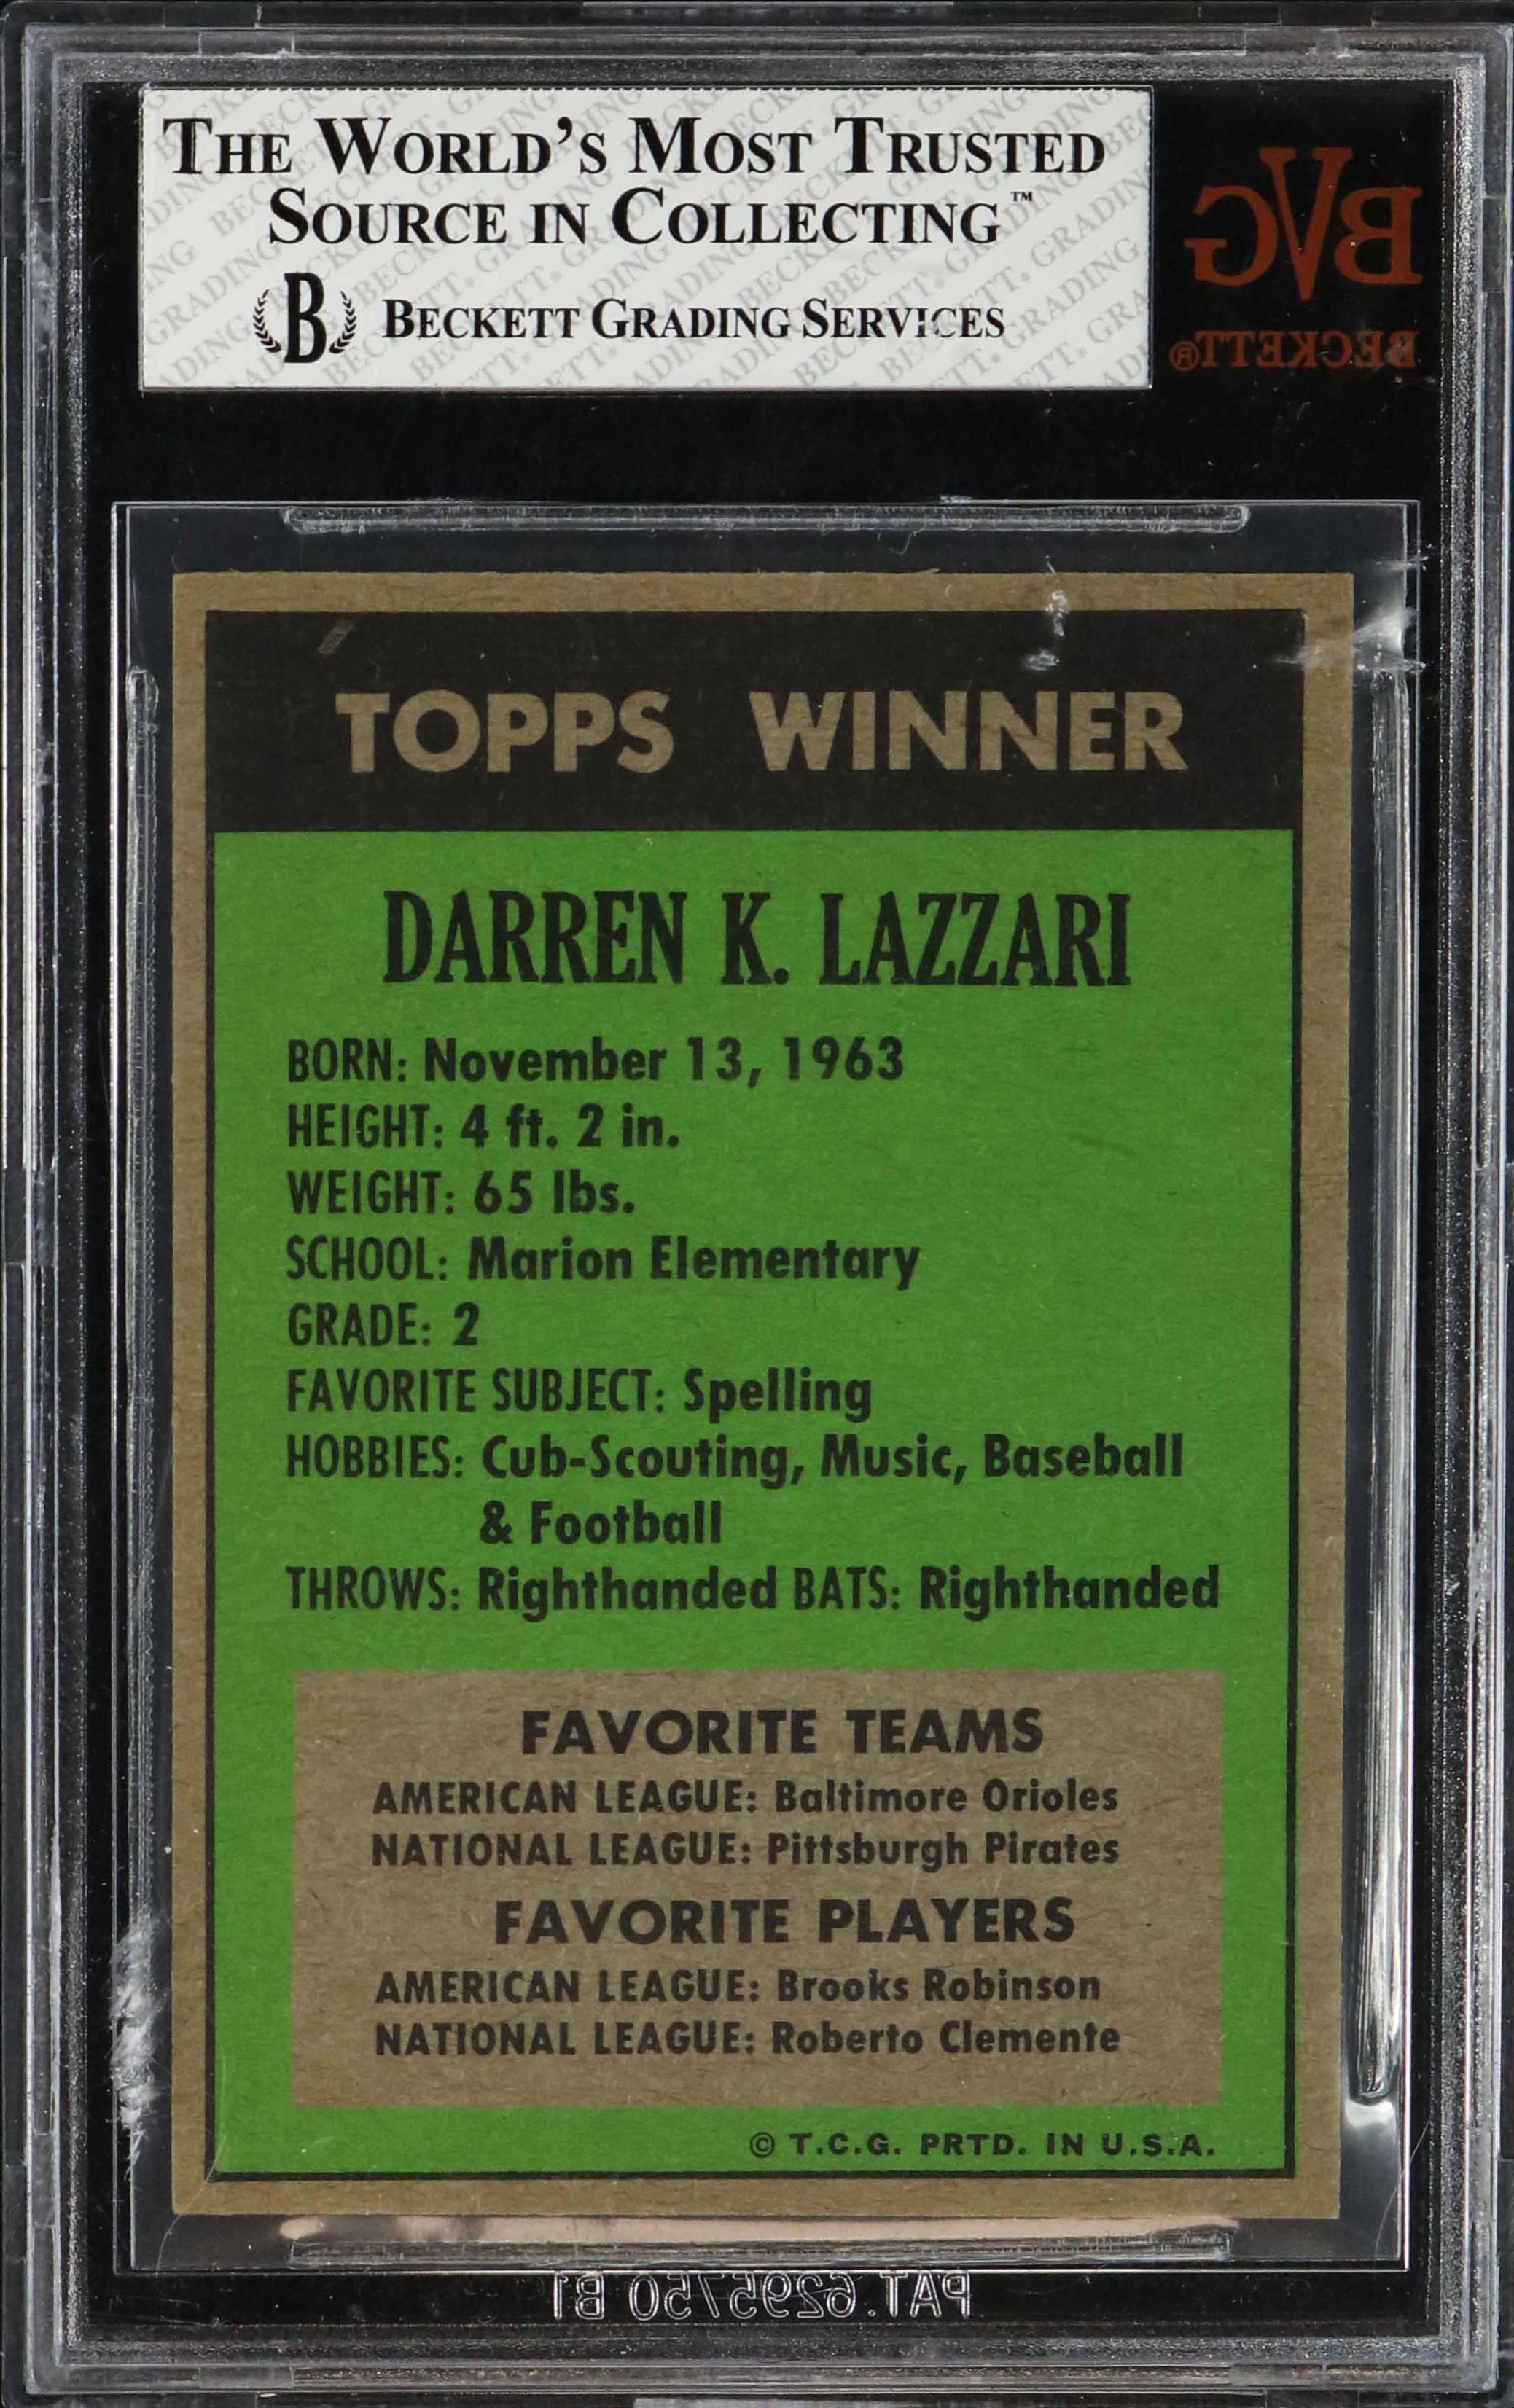 THE WORLD'S MOST TRUSTED
SOURCE IN COLLECTING™
B BECKETT GRADING SERVICES
BVG
BECKETT®
TOPPS WINNER
DARREN K. LAZZARI
BORN: November 13, 1963
HEIGHT: 4 ft. 2 in.
WEIGHT: 65 lbs.
SCHOOL: Marion Elementary
GRADE: 2
FAVORITE SUBJECT: Spelling
HOBBIES: Cub-Scouting, Music, Baseball
& Football
THROWS: Righthanded BATS: Righthanded
FAVORITE TEAMS
AMERICAN LEAGUE: Baltimore Orioles
NATIONAL LEAGUE: Pittsburgh Pirates
FAVORITE PLAYERS
AMERICAN LEAGUE: Brooks Robinson
NATIONAL LEAGUE: Roberto Clemente
© T.C.G. PRTD. IN U.S.A.
PAT. 6295750 B1